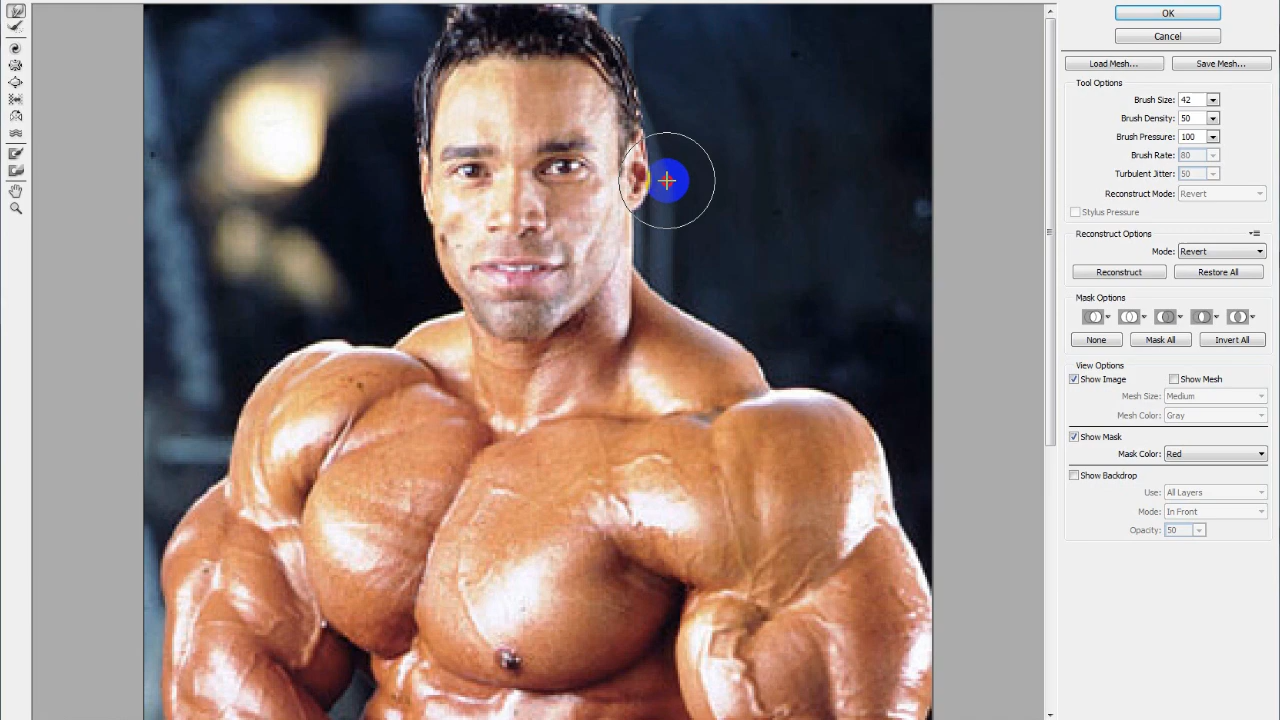 OK
Cancel
Load Mesh... Save Mesh...
Tool Options
Brush Size: 42
Brush Density: 50
Brush Pressure: 100
Brush Rate: 80
Turbulent Jitter: 50
Reconstruct Mode: Revert
Stylus Pressure
Reconstruct Options
Mode: Revert
Reconstruct Restore All
Mask Options
None Mask All Invert All
View Options
Show Image Show Mesh
Mesh Size: Medium
Mesh Color: Gray
Show Mask
Mask Color: Red
Show Backdrop
Use: All Layers
Mode: In Front
Opacity: 50